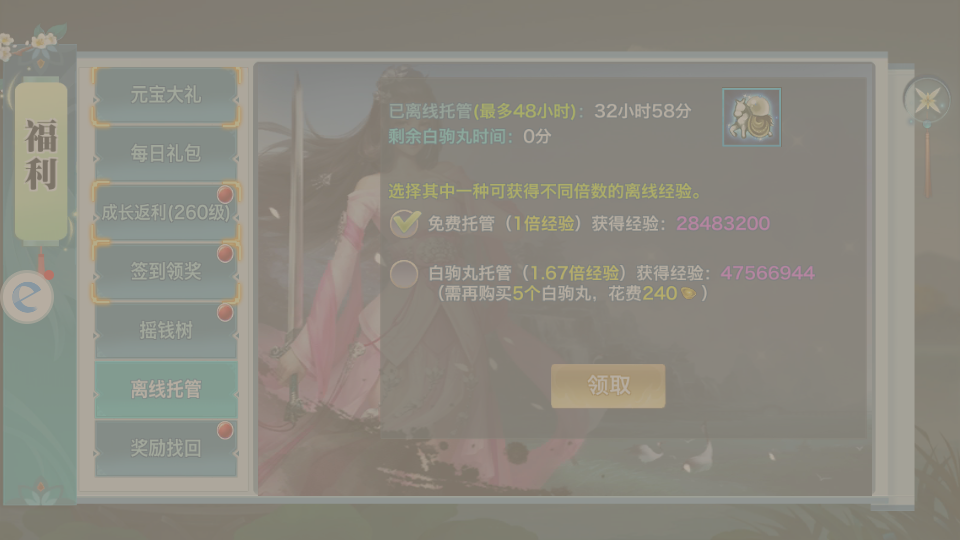 福利
元宝大礼
每日礼包
成长返利(260级)
签到领奖
摇钱树
离线托管
奖励找回
已离线托管(最多48小时)：32小时58分
剩余白驹丸时间：0分
选择其中一种可获得不同倍数的离线经验。
免费托管（1倍经验）获得经验：28483200
白驹丸托管（1.67倍经验）获得经验：47566944
（需再购买5个白驹丸，花费240）
领取